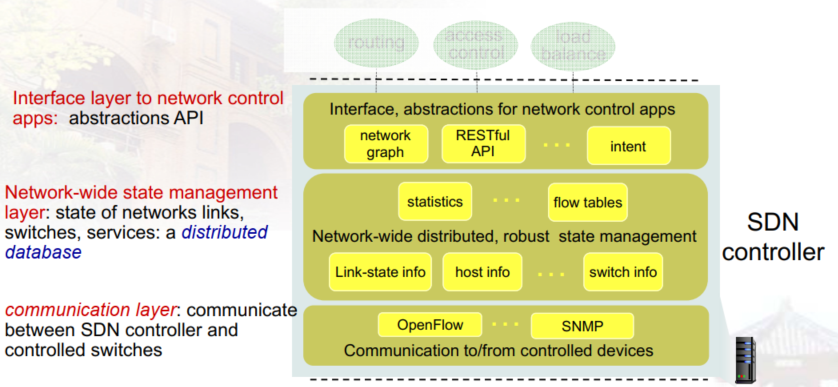 routing
access
control
load
balance
Interface layer to network control
apps: abstractions API
Interface, abstractions for network control apps
network
graph
RESTful
API
. . .
intent
Network-wide state management
layer: state of networks links,
switches, services: a distributed
database
statistics
. . .
flow tables
Network-wide distributed, robust state management
Link-state info
host info
. . .
switch info
SDN
controller
communication layer: communicate
between SDN controller and
controlled switches
OpenFlow
. . .
SNMP
Communication to/from controlled devices